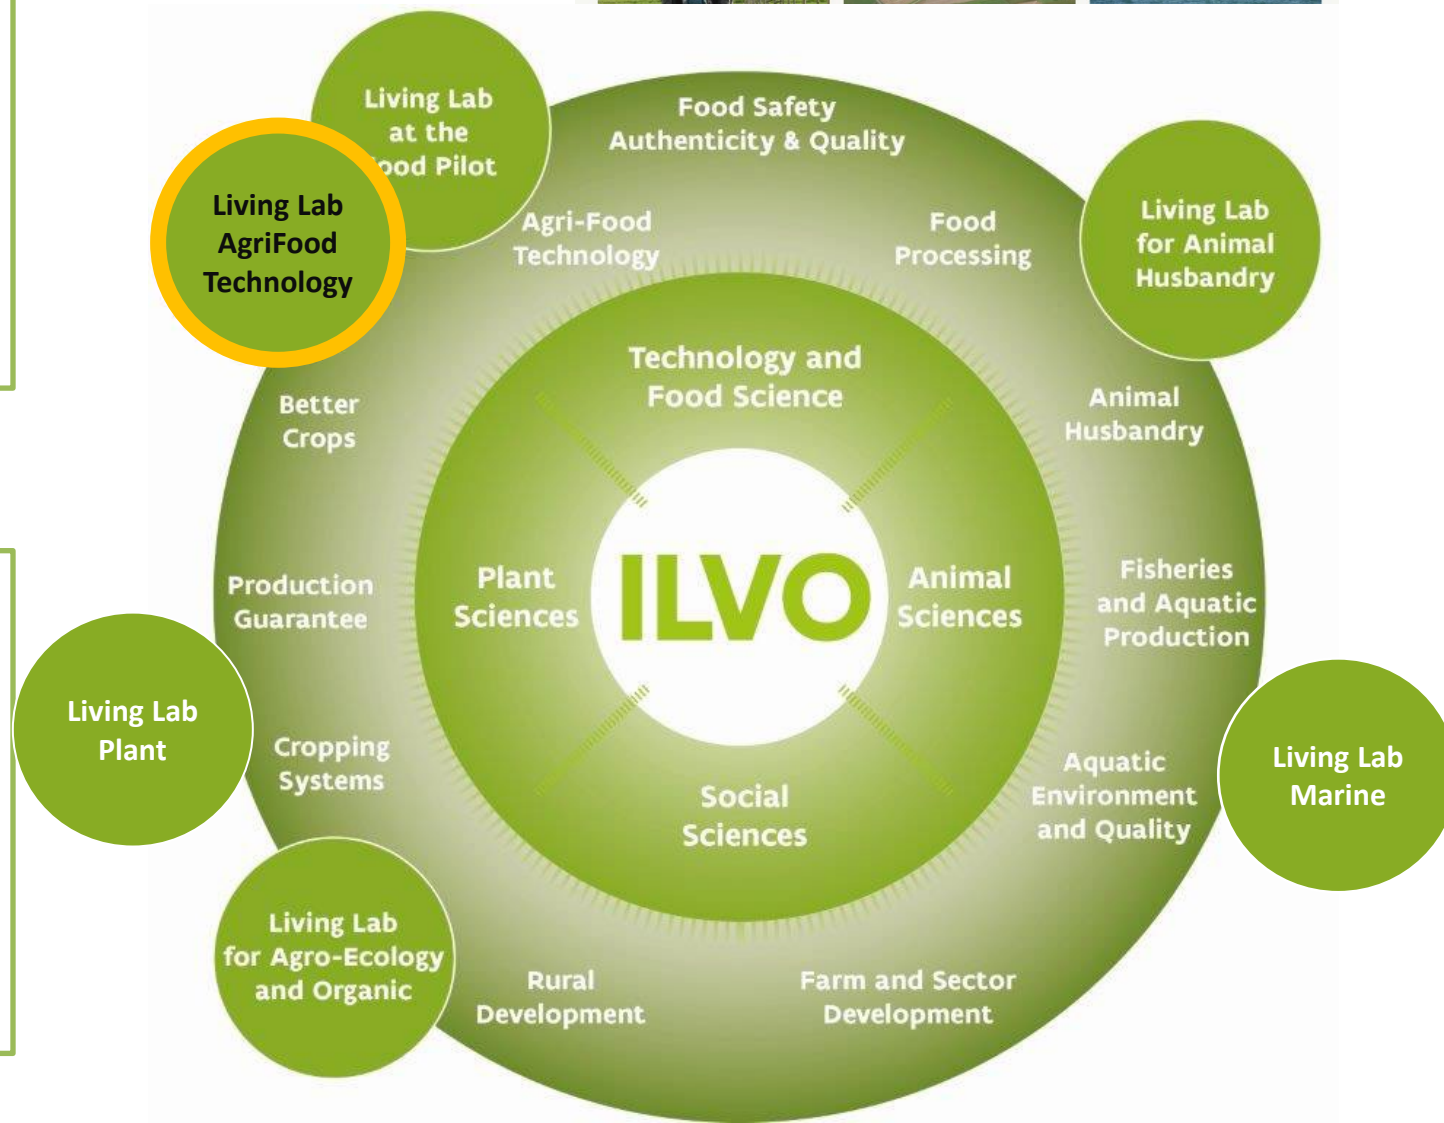 Living Lab
at the
ood Pilot
Living Lab
AgriFood
Technology
Food Safety
Authenticity & Quality
Agri-Food
Technology
Food
Processing
Living Lab
for Animal
Husbandry
Technology and
Food Science
Better
Crops
Animal
Husbandry
Production
Guarantee
Plant
Sciences
ILVO
Animal
Sciences
Fisheries
and Aquatic
Production
Living Lab
Plant
Cropping
Systems
Social
Sciences
Aquatic
Environment
and Quality
Living Lab
Marine
Living Lab
for Agro-Ecology
and Organic
Rural
Development
Farm and Sector
Development